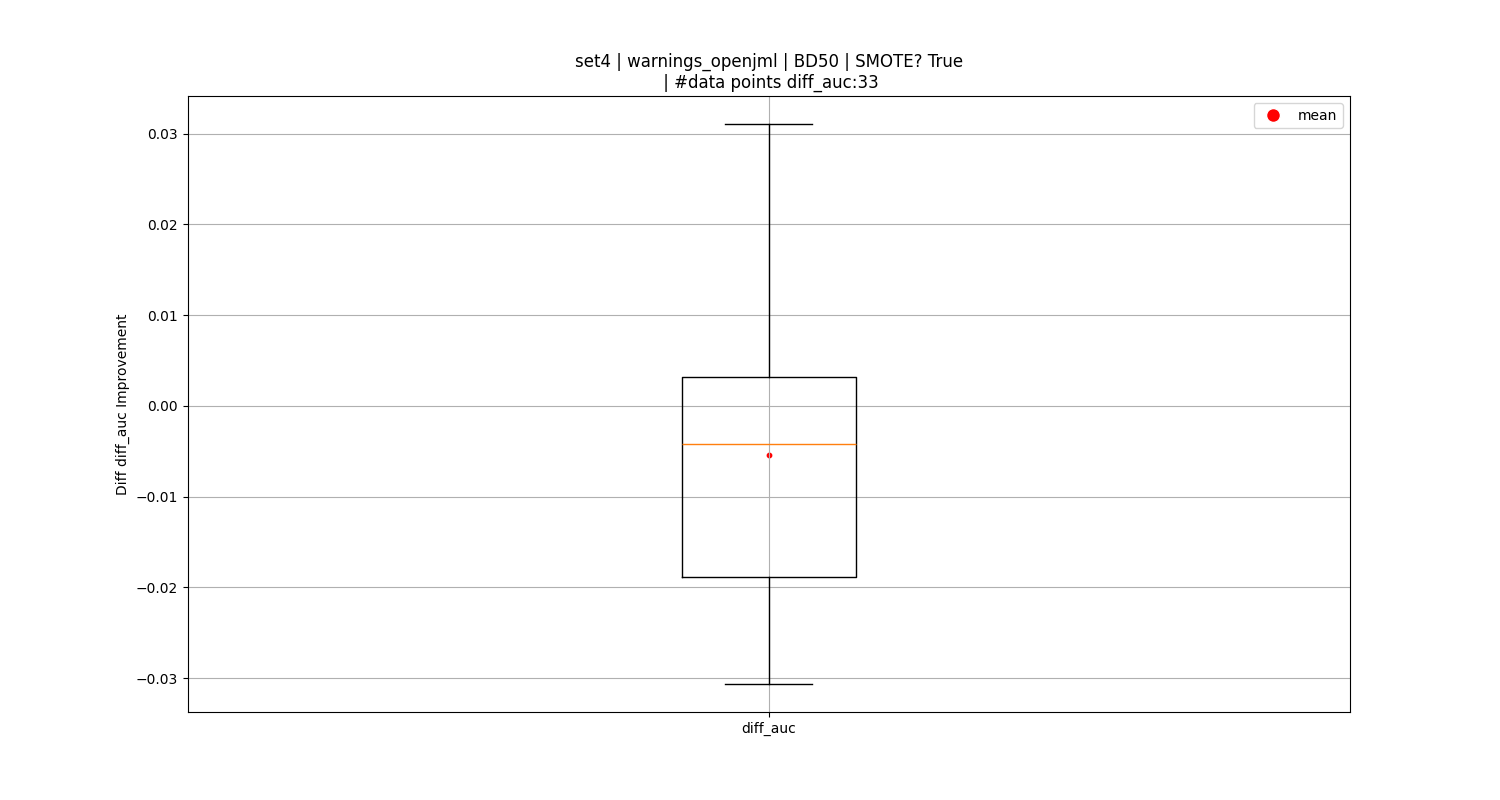 set4 | warnings_openjml | BD50 | SMOTE? True
| #data points diff_auc:33
mean
0.03
0.02
0.01
0.00
−0.01
−0.02
−0.03
Diff diff_auc Improvement
diff_auc